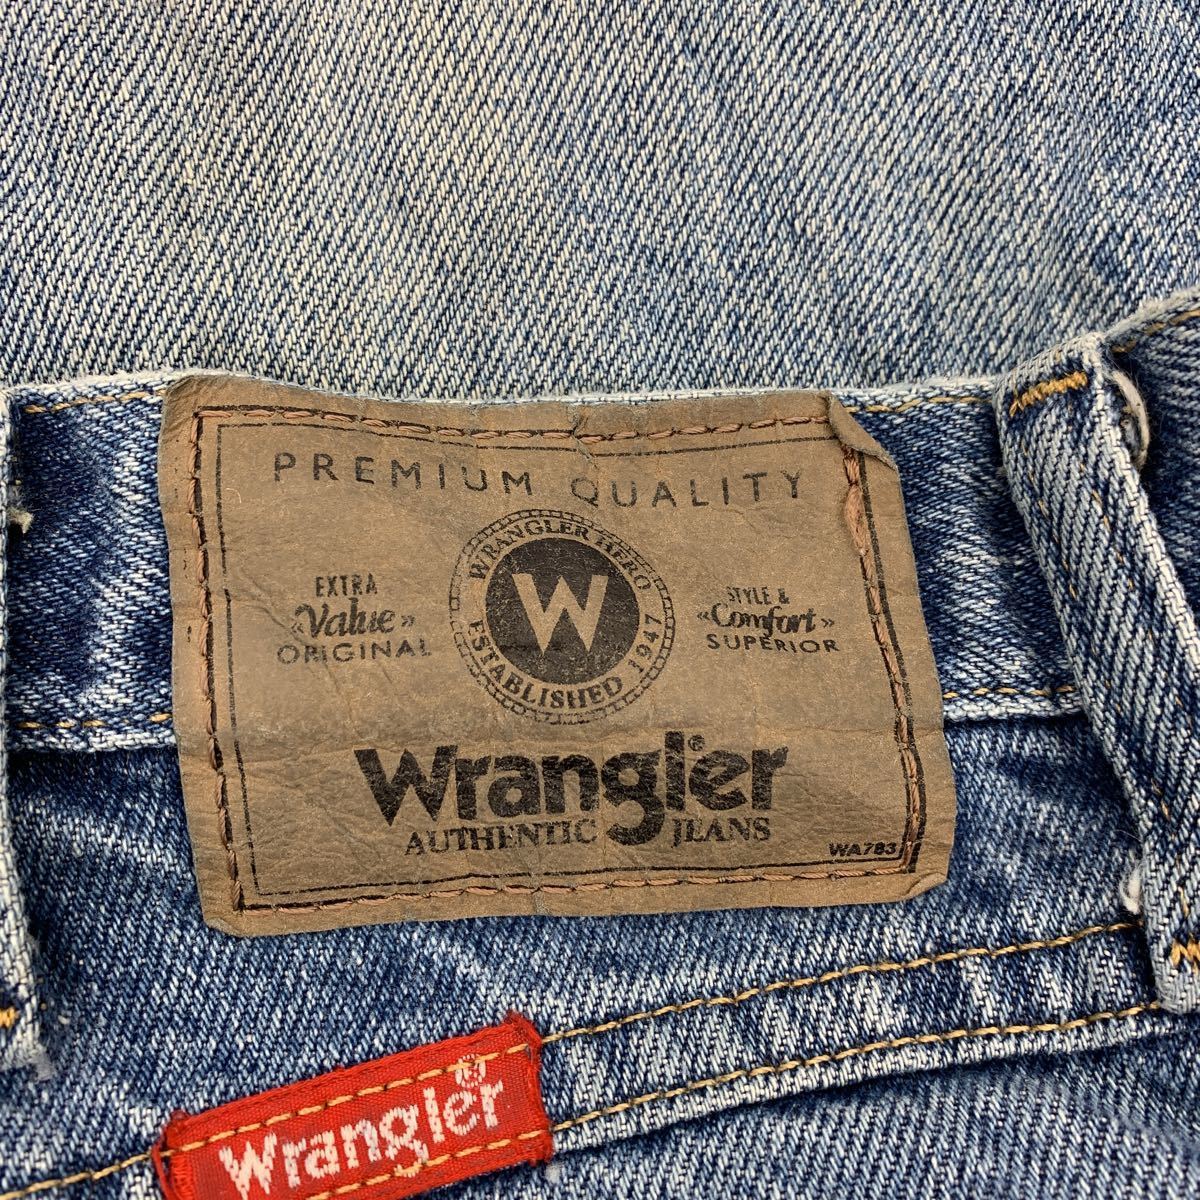 PREMIUM QUALITY
WRANGLER HERO
W
ESTABLISHED 1947
EXTRA
«Value»
ORIGINAL
STYLE &
«Comfort»
SUPERIOR
Wrangler®
AUTHENTIC JEANS
WA783
Wrangler®